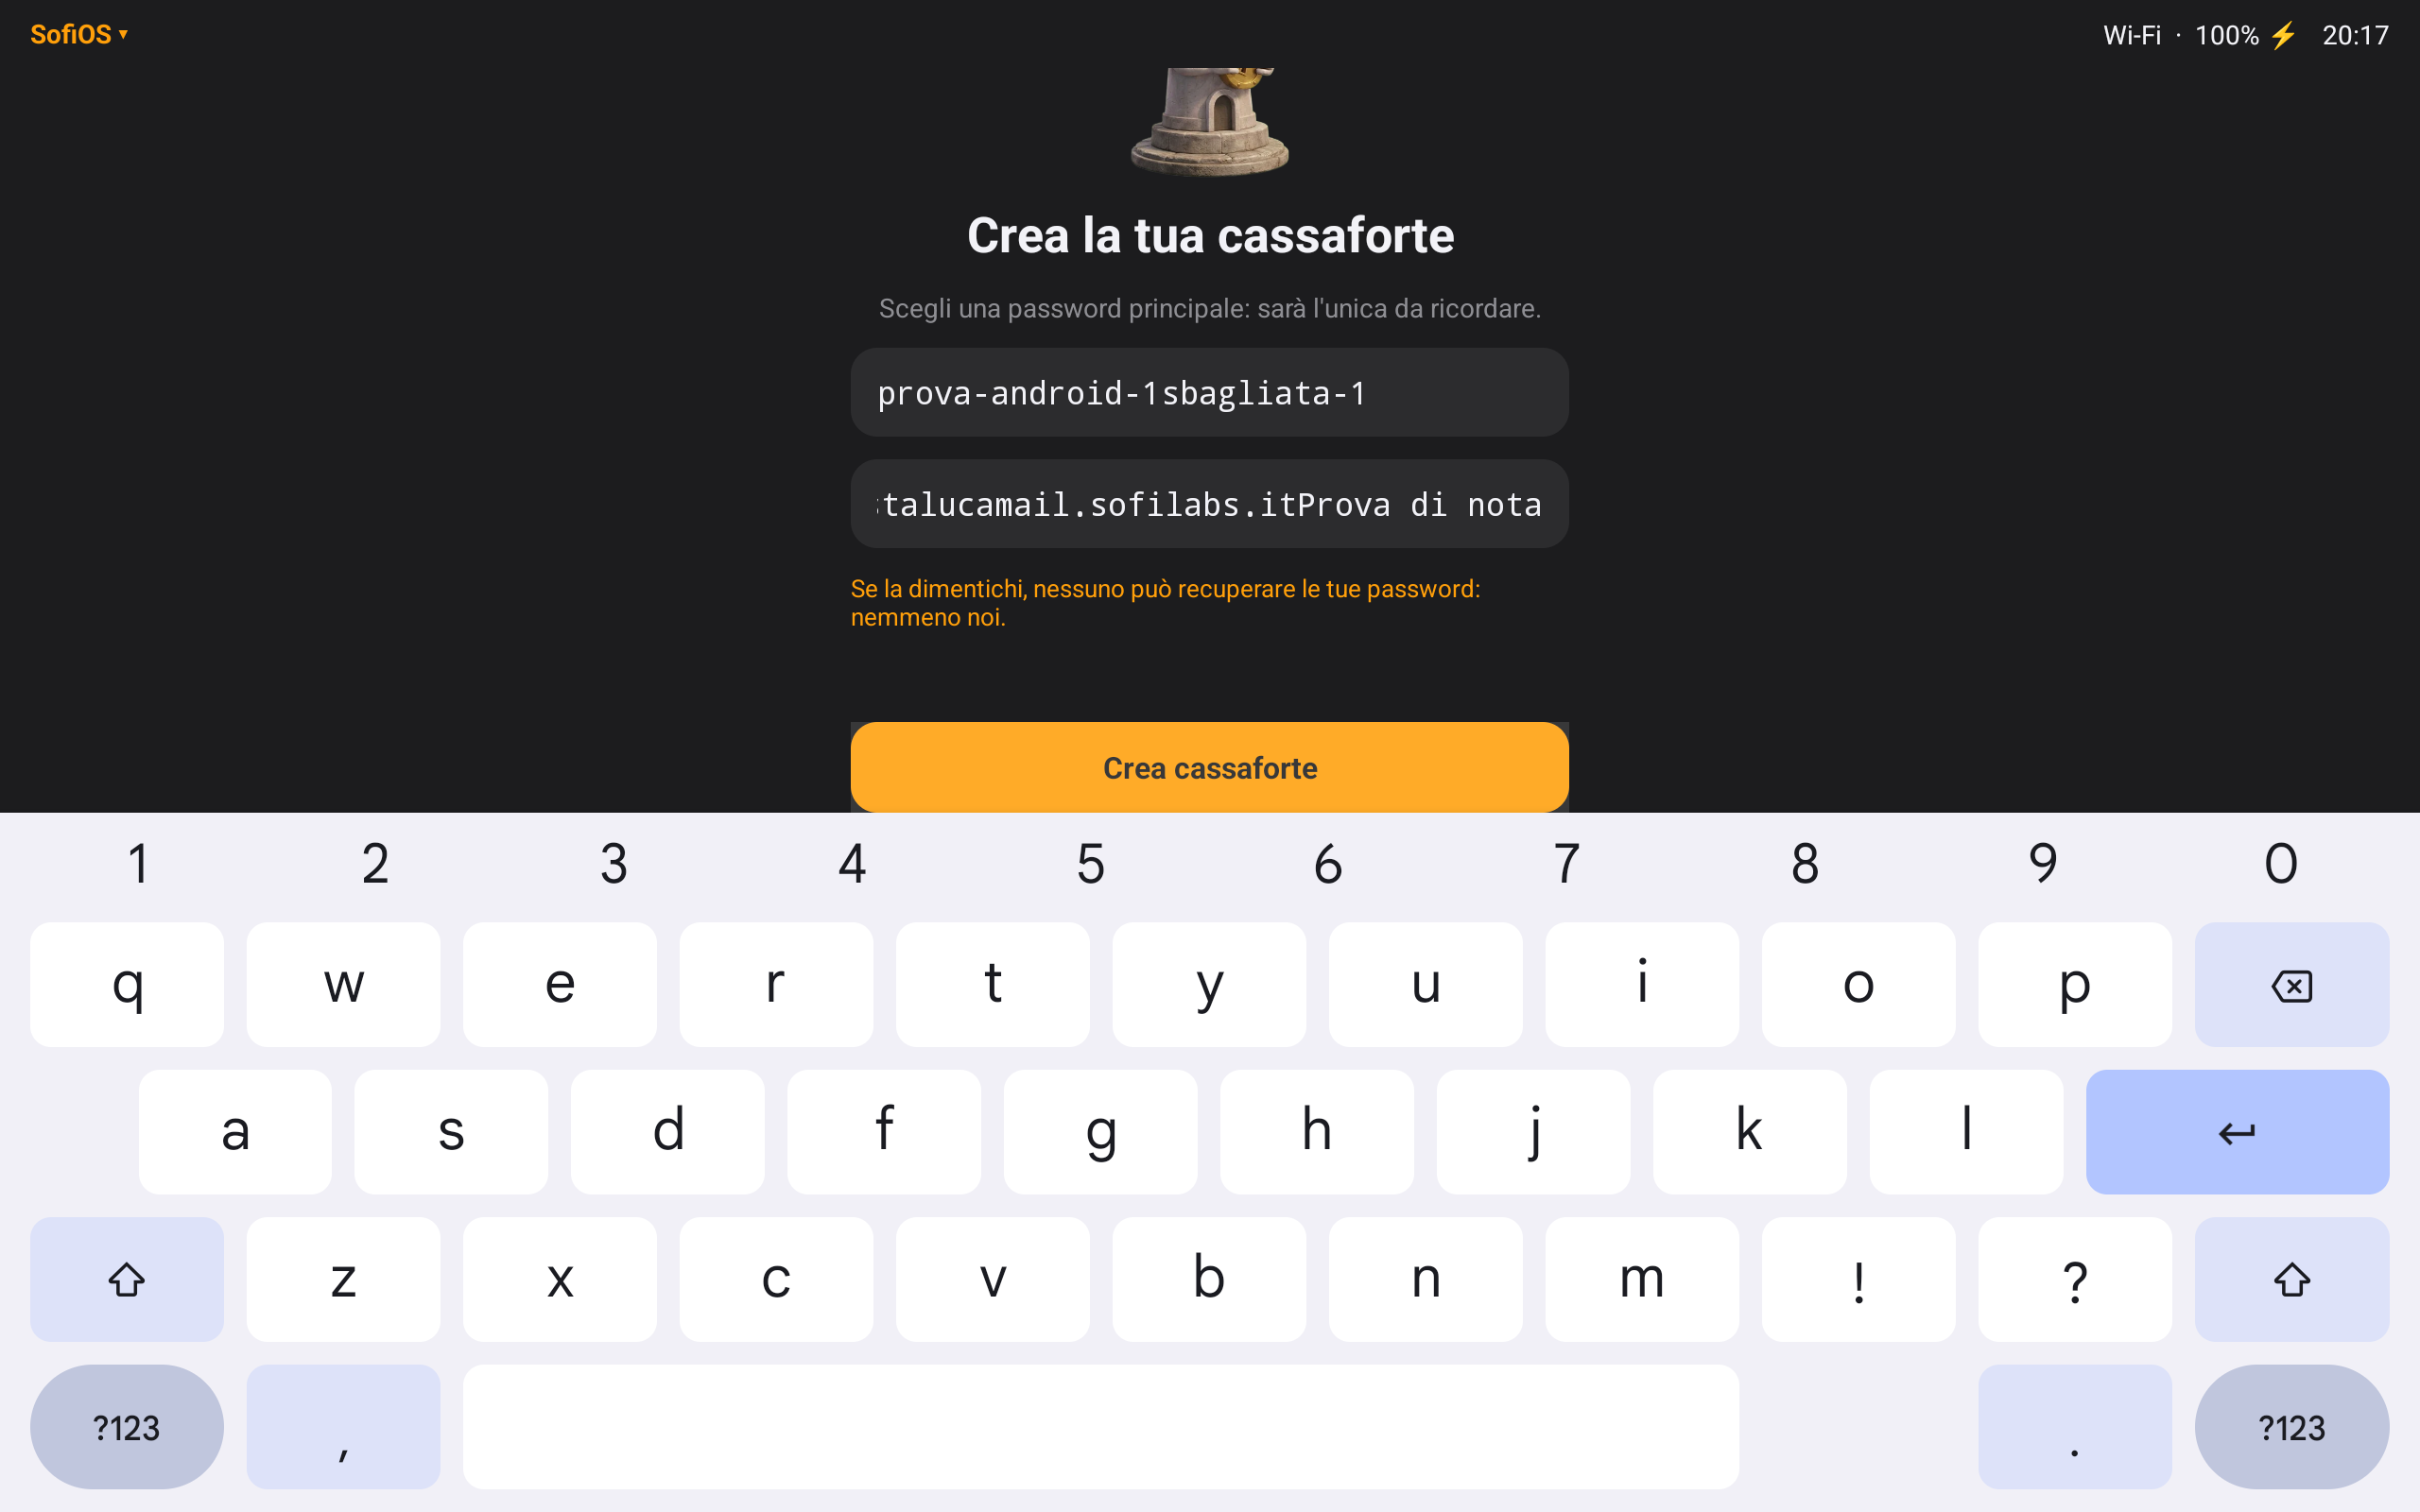 SofiOS ▾
Wi-Fi · 100% ⚡ 20:17
Crea la tua cassaforte
Scegli una password principale: sarà l'unica da ricordare.
prova-android-1sbagliata-1
talucamail.sofilabs.itProva di nota
Se la dimentichi, nessuno può recuperare le tue password:
nemmeno noi.
Crea cassaforte
1 2 3 4 5 6 7 8 9 0
q w e r t y u i o p
a s d f g h j k l
z x c v b n m ! ?
?123 , . ?123